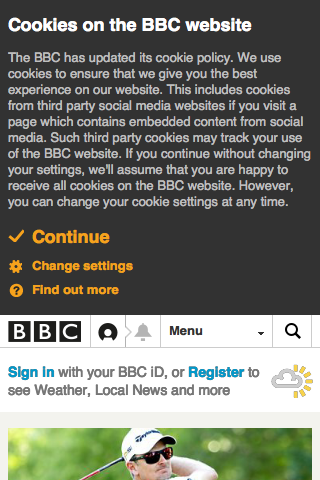 Cookies on the BBC website
The BBC has updated its cookie policy. We use
cookies to ensure that we give you the best
experience on our website. This includes cookies
from third party social media websites if you visit a
page which contains embedded content from social
media. Such third party cookies may track your use
of the BBC website. If you continue without changing
your settings, we'll assume that you are happy to
receive all cookies on the BBC website. However,
you can change your cookie settings at any time.
Continue
Change settings
Find out more
BBC Menu
Sign in with your BBC iD, or Register to
see Weather, Local News and more